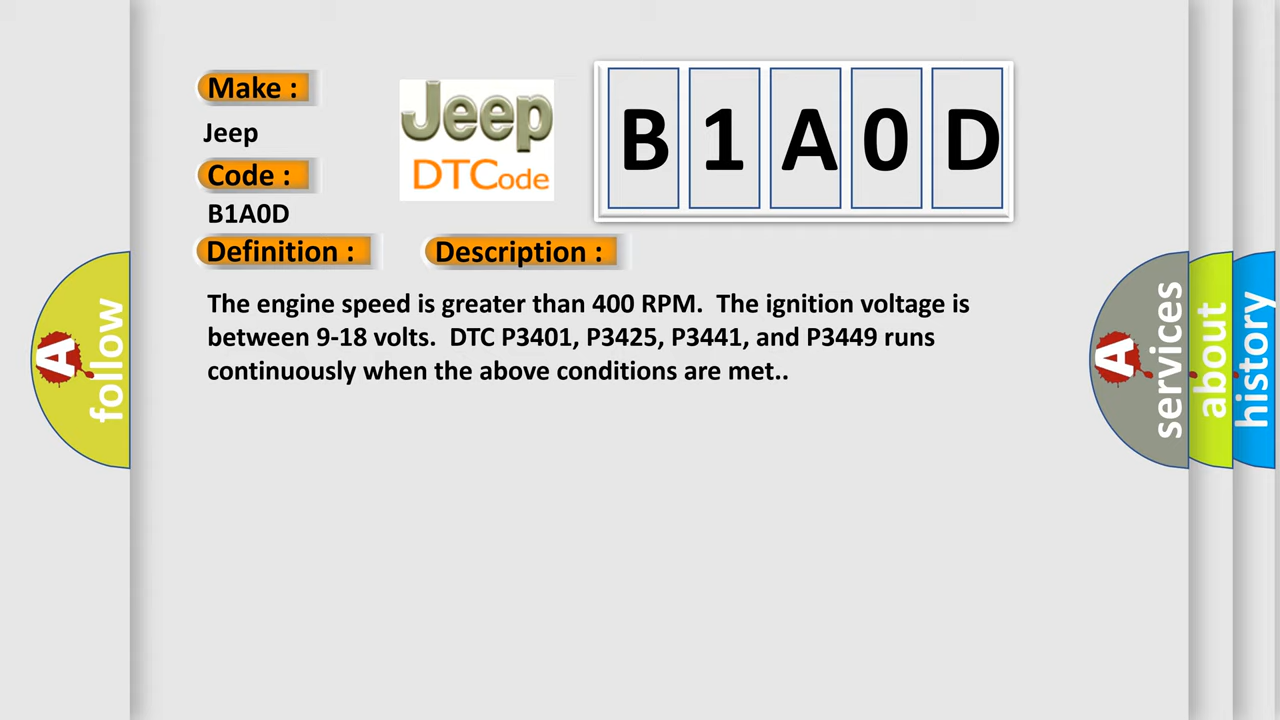 Make :
Jeep
Code :
B1A0D
Jeep
DTCode
B1A0D
Definition :
Description :
The engine speed is greater than 400 RPM. The ignition voltage is
between 9-18 volts. DTC P3401, P3425, P3441, and P3449 runs
continuously when the above conditions are met..
A follow
A services
about
history